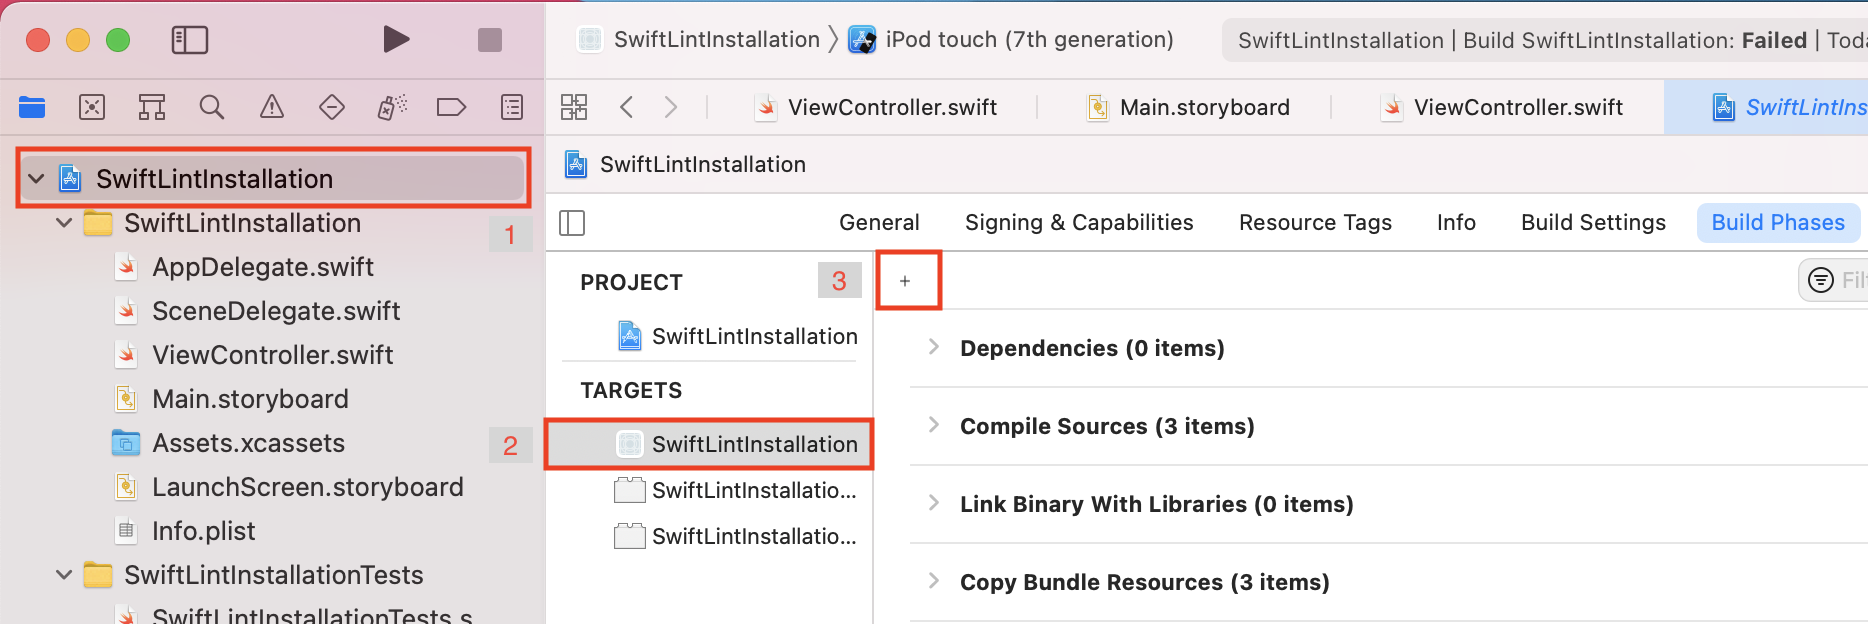 SwiftLintInstallation
iPod touch (7th generation)
SwiftLintInstallation | Build SwiftLintInstallation: Failed | Toda
ViewController.swift
Main.storyboard
ViewController.swift
SwiftLintIns
SwiftLintInstallation
SwiftLintInstallation
1
AppDelegate.swift
SceneDelegate.swift
ViewController.swift
Main.storyboard
Assets.xcassets
2
LaunchScreen.storyboard
Info.plist
SwiftLintInstallationTests
SwiftLintInstallationTests.s
SwiftLintInstallation
General
Signing & Capabilities
Resource Tags
Info
Build Settings
Build Phases
PROJECT
3
+
Filt
SwiftLintInstallation
TARGETS
SwiftLintInstallation
SwiftLintInstallatio...
SwiftLintInstallatio...
Dependencies (0 items)
Compile Sources (3 items)
Link Binary With Libraries (0 items)
Copy Bundle Resources (3 items)